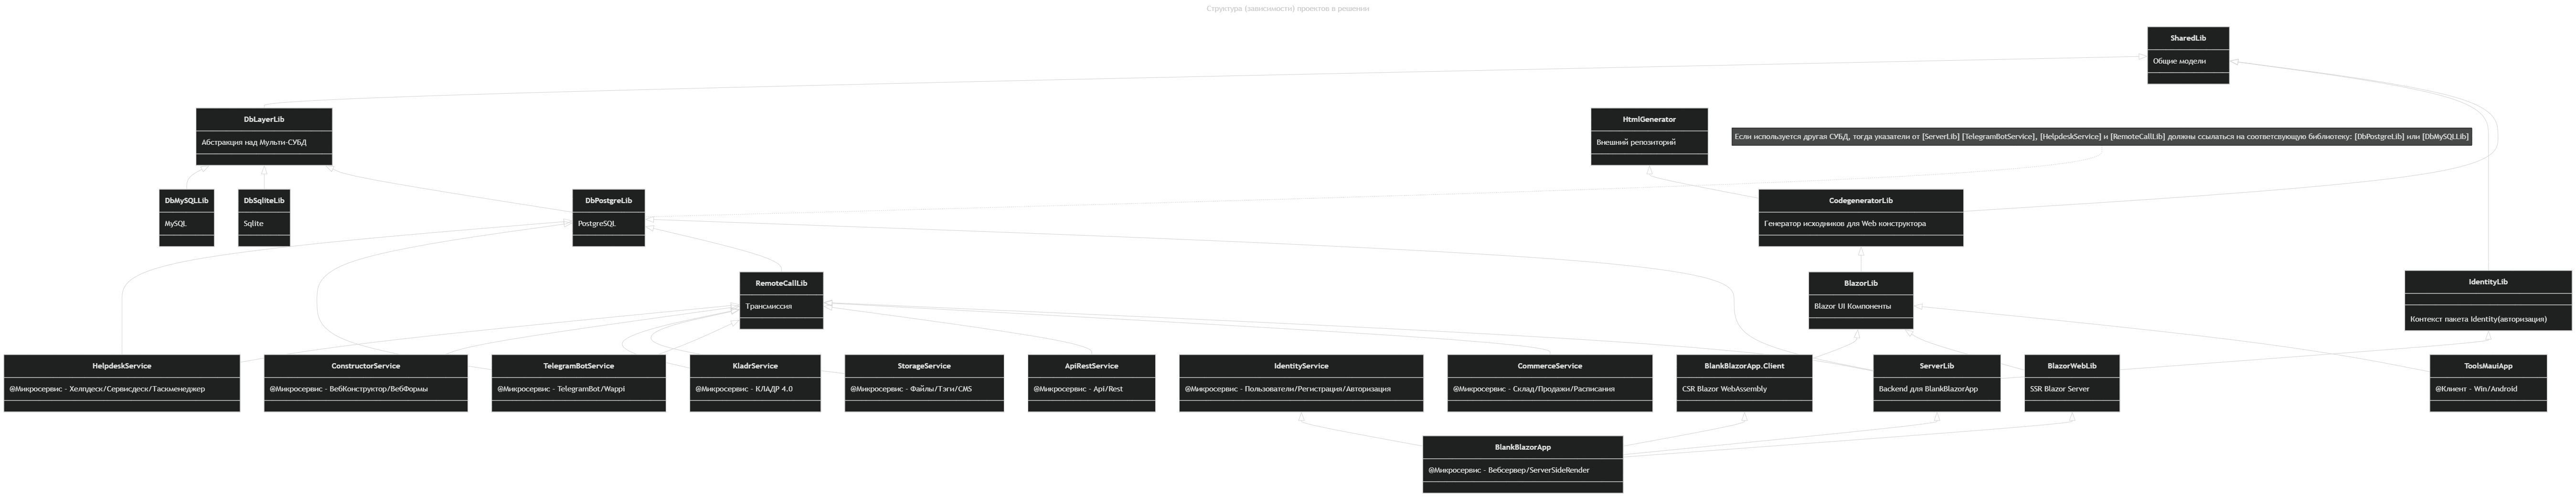 Структура (зависимости) проектов в решении
SharedLib
Общие модели
DbLayerLib
Абстракция над Мульти-СУБД
HtmlGenerator
Внешний репозиторий
Если используется другая СУБД, тогда указатели от [ServerLib] [TelegramBotService], [HelpdeskService] и [RemoteCallLib] должны ссылаться на соответсвующую библиотеку: [DbPostgreLib] или [DbMySQLLib]
DbMySQLLib
MySQL
DbSqliteLib
Sqlite
DbPostgreLib
PostgreSQL
CodegeneratorLib
Генератор исходников для Web конструктора
RemoteCallLib
Трансмиссия
BlazorLib
Blazor UI Компоненты
IdentityLib
Контекст пакета Identity(авторизация)
HelpdeskService
@Микросервис - Хелпдеск/Сервисдеск/Таскменеджер
ConstructorService
@Микросервис - ВебКонструктор/ВебФормы
TelegramBotService
@Микросервис - TelegramBot/Wappi
KladrService
@Микросервис - КЛАДР 4.0
StorageService
@Микросервис - Файлы/Тэги/CMS
ApiRestService
@Микросервис - Api/Rest
IdentityService
@Микросервис - Пользователи/Регистрация/Авторизация
CommerceService
@Микросервис - Склад/Продажи/Расписания
BlankBlazorApp.Client
CSR Blazor WebAssembly
ServerLib
Backend для BlankBlazorApp
BlazorWebLib
SSR Blazor Server
ToolsMauiApp
@Клиент - Win/Android
BlankBlazorApp
@Микросервис - Вебсервер/ServerSideRender